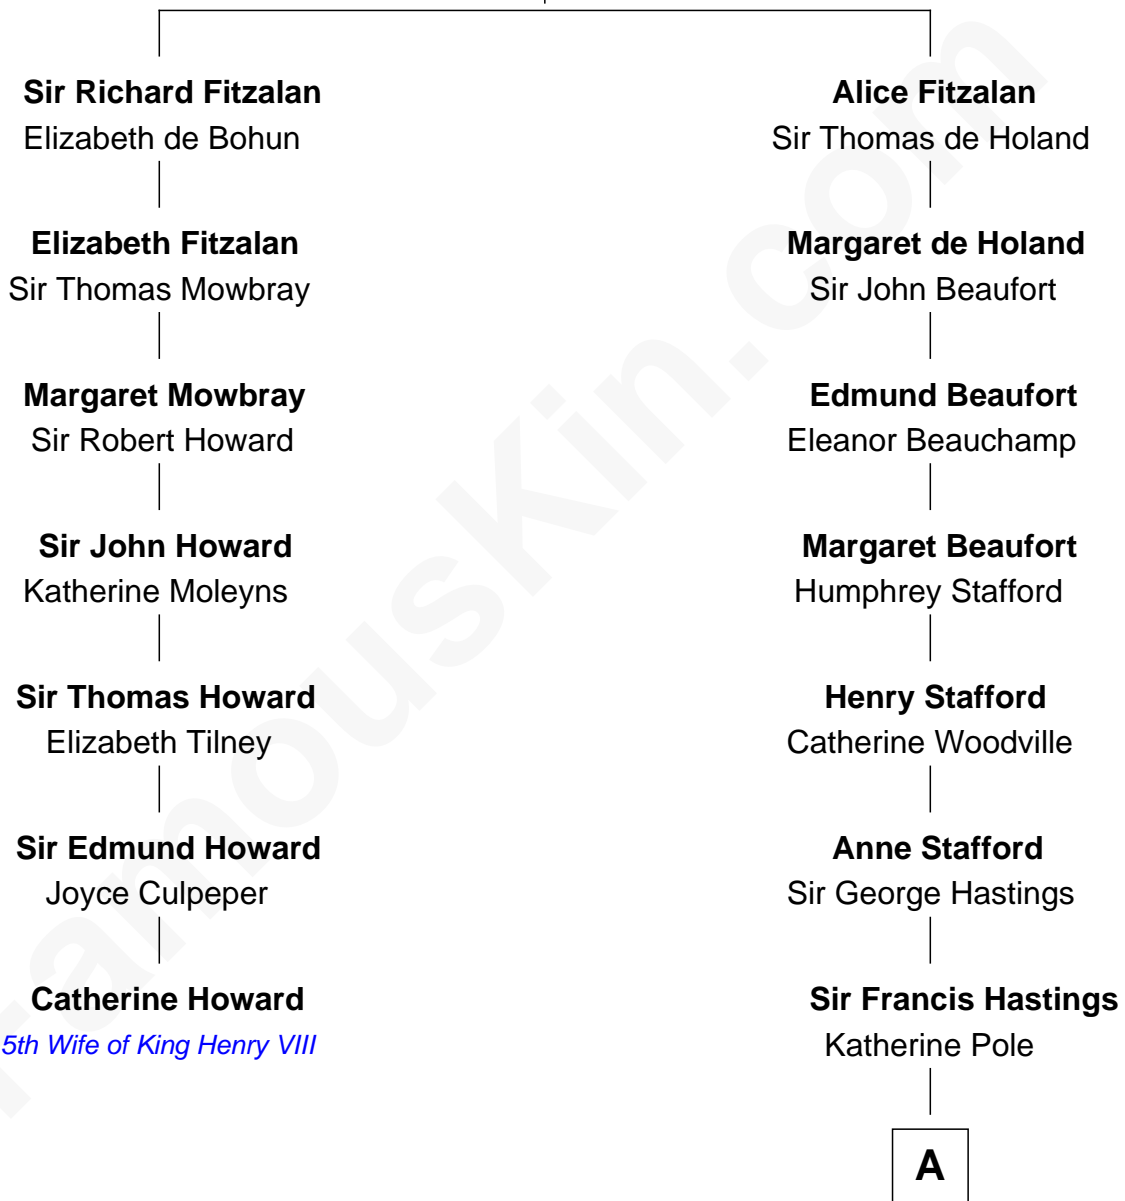 Sir Richard Fitzalan
Elizabeth de Bohun
Elizabeth Fitzalan
Sir Thomas Mowbray
Margaret Mowbray
Sir Robert Howard
Sir John Howard
Katherine Moleyns
Sir Thomas Howard
Elizabeth Tilney
Sir Edmund Howard
Joyce Culpeper
Catherine Howard
5th Wife of King Henry VIII
Alice Fitzalan
Sir Thomas de Holand
Margaret de Holand
Sir John Beaufort
Edmund Beaufort
Eleanor Beauchamp
Margaret Beaufort
Humphrey Stafford
Henry Stafford
Catherine Woodville
Anne Stafford
Sir George Hastings
Sir Francis Hastings
Katherine Pole
A
FamousKin.com